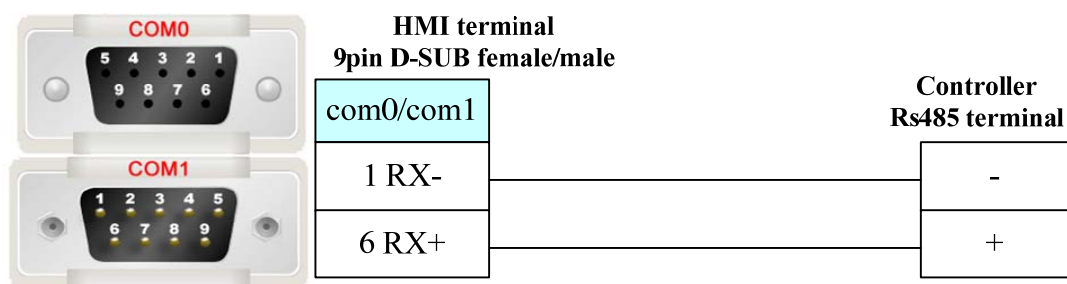 COM0
5 4 3 2 1
9 8 7 6
COM1
1 2 3 4 5
6 7 8 9
HMI terminal
9pin D-SUB female/male
com0/com1
1 RX-
6 RX+
Controller
Rs485 terminal
-
+